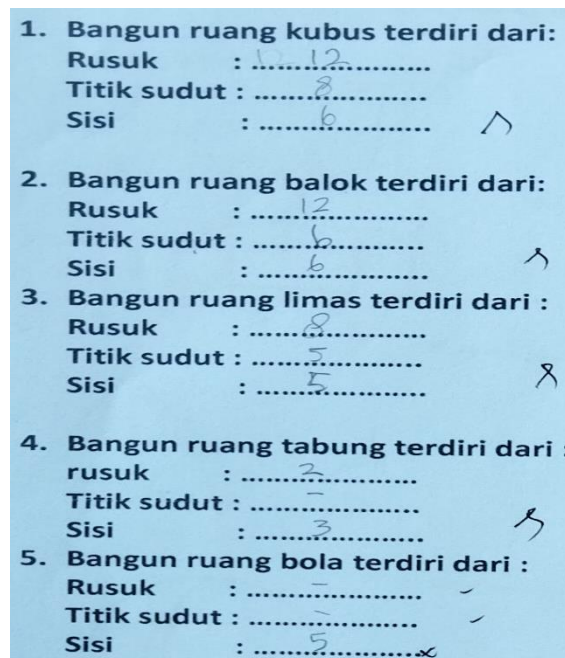 1. Bangun ruang kubus terdiri dari:
Rusuk : ...... 12 ......
Titik sudut : ...... 8 ......
Sisi : ...... 6 ......
2. Bangun ruang balok terdiri dari:
Rusuk : ...... 12 ......
Titik sudut : ...... 6 ......
Sisi : ...... 6 ......
3. Bangun ruang limas terdiri dari :
Rusuk : ...... 8 ......
Titik sudut : ...... 5 ......
Sisi : ...... 5 ......
4. Bangun ruang tabung terdiri dari :
rusuk : ...... 2 ......
Titik sudut : ...... - ......
Sisi : ...... 3 ......
5. Bangun ruang bola terdiri dari :
Rusuk : ...... - ......
Titik sudut : ...... - ......
Sisi : ...... 5 ......